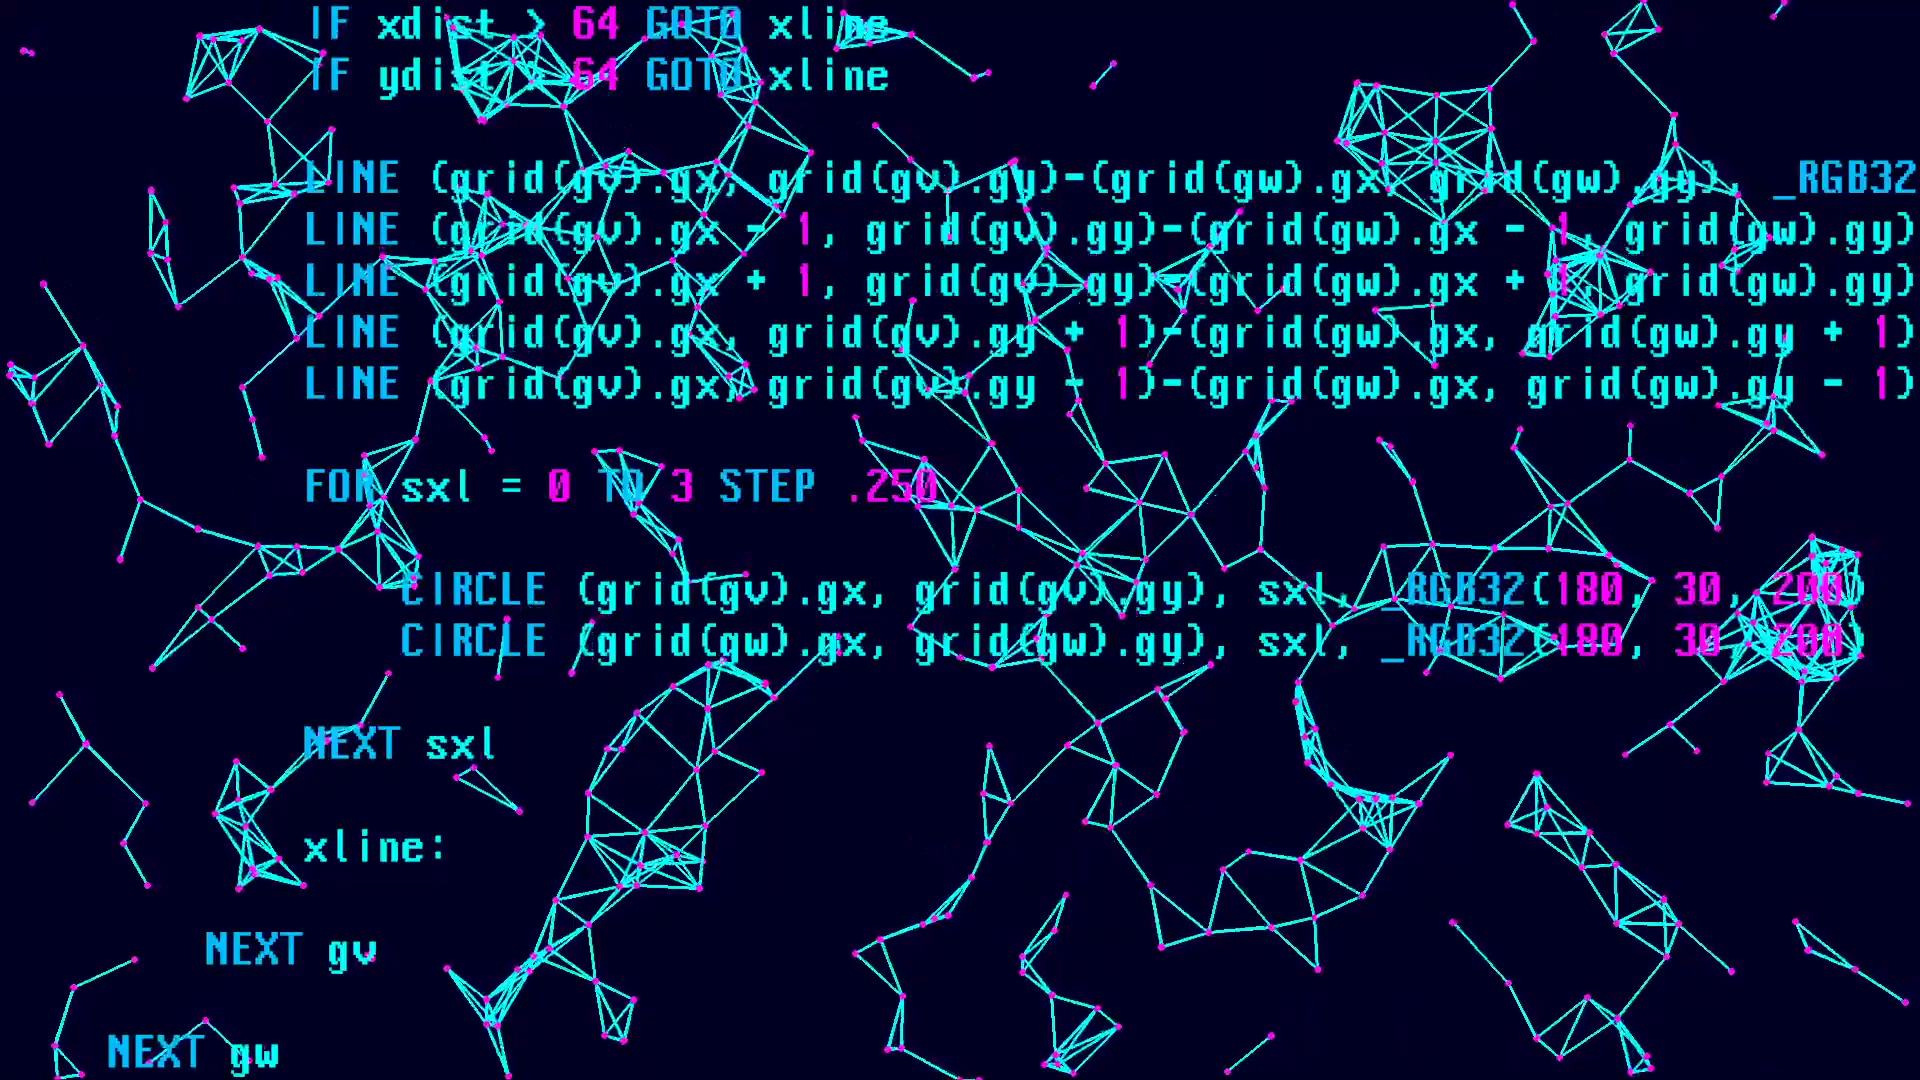 IF xdist > 64 GOTO xline
IF ydist > 64 GOTO xline
LINE (grid(gv).gx, grid(gv).gy)-(grid(gw).gx, grid(gw).gy), _RGB32
LINE (grid(gv).gx - 1, grid(gv).gy)-(grid(gw).gx - 1, grid(gw).gy)
LINE (grid(gv).gx + 1, grid(gv).gy)-(grid(gw).gx + 1, grid(gw).gy)
LINE (grid(gv).gx, grid(gv).gy + 1)-(grid(gw).gx, grid(gw).gy + 1)
LINE (grid(gv).gx, grid(gv).gy - 1)-(grid(gw).gx, grid(gw).gy - 1)
FOR sxl = 0 TO 3 STEP .250
CIRCLE (grid(gv).gx, grid(gv).gy), sxl, _RGB32(180, 30, 200)
CIRCLE (grid(gw).gx, grid(gw).gy), sxl, _RGB32(180, 30, 200)
NEXT sxl
xline:
NEXT gv
NEXT gw